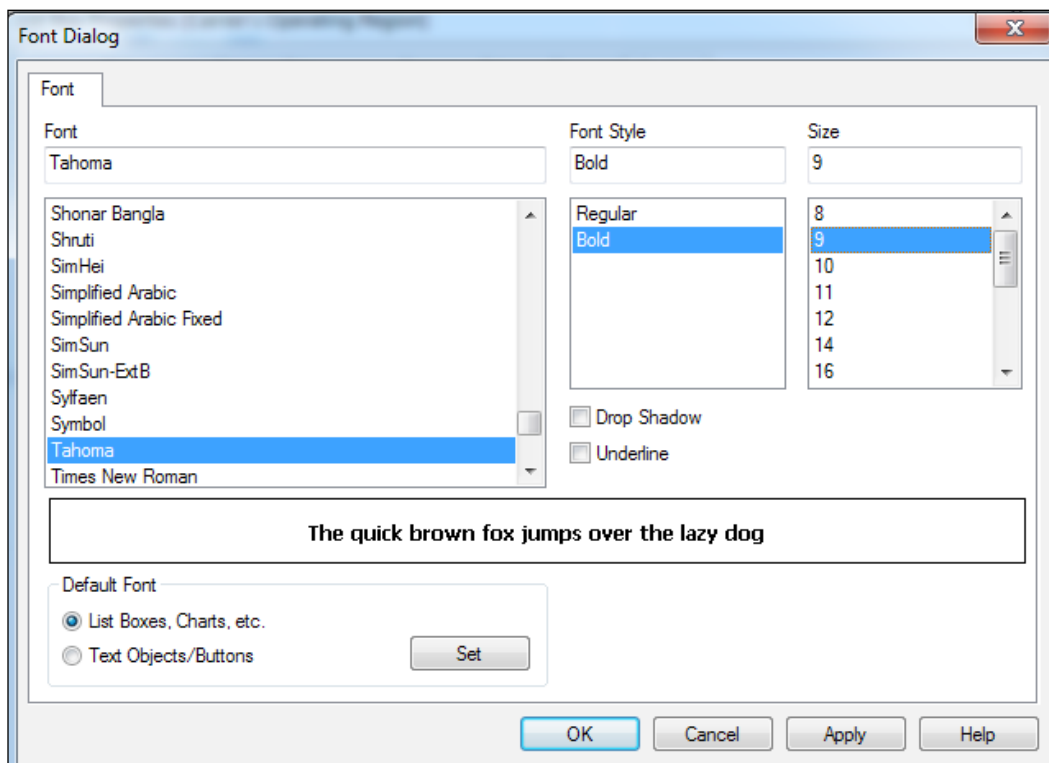 Font Dialog
Font
Font
Font Style
Size
Tahoma
Bold
9
Shonar Bangla
Shruti
SimHei
Simplified Arabic
Simplified Arabic Fixed
SimSun
SimSun-ExtB
Sylfaen
Symbol
Tahoma
Times New Roman
Regular
Bold
8
9
10
11
12
14
16
Drop Shadow
Underline
The quick brown fox jumps over the lazy dog
Default Font
List Boxes, Charts, etc.
Text Objects/Buttons
Set
OK
Cancel
Apply
Help